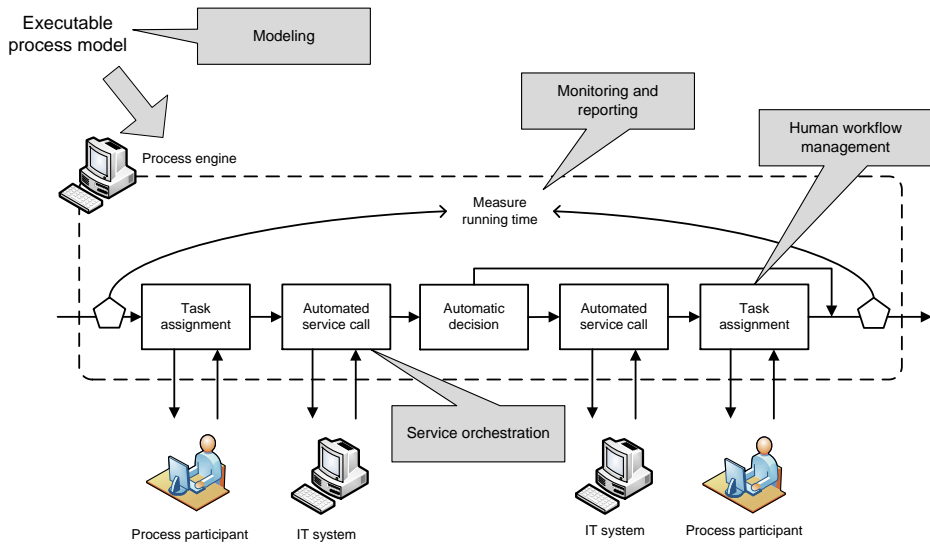 Executable
process model
Modeling
Monitoring and
reporting
Human workflow
management
Process engine
Measure
running time
Task
assignment
Automated
service call
Automatic
decision
Automated
service call
Task
assignment
Service orchestration
Process participant
IT system
IT system
Process participant